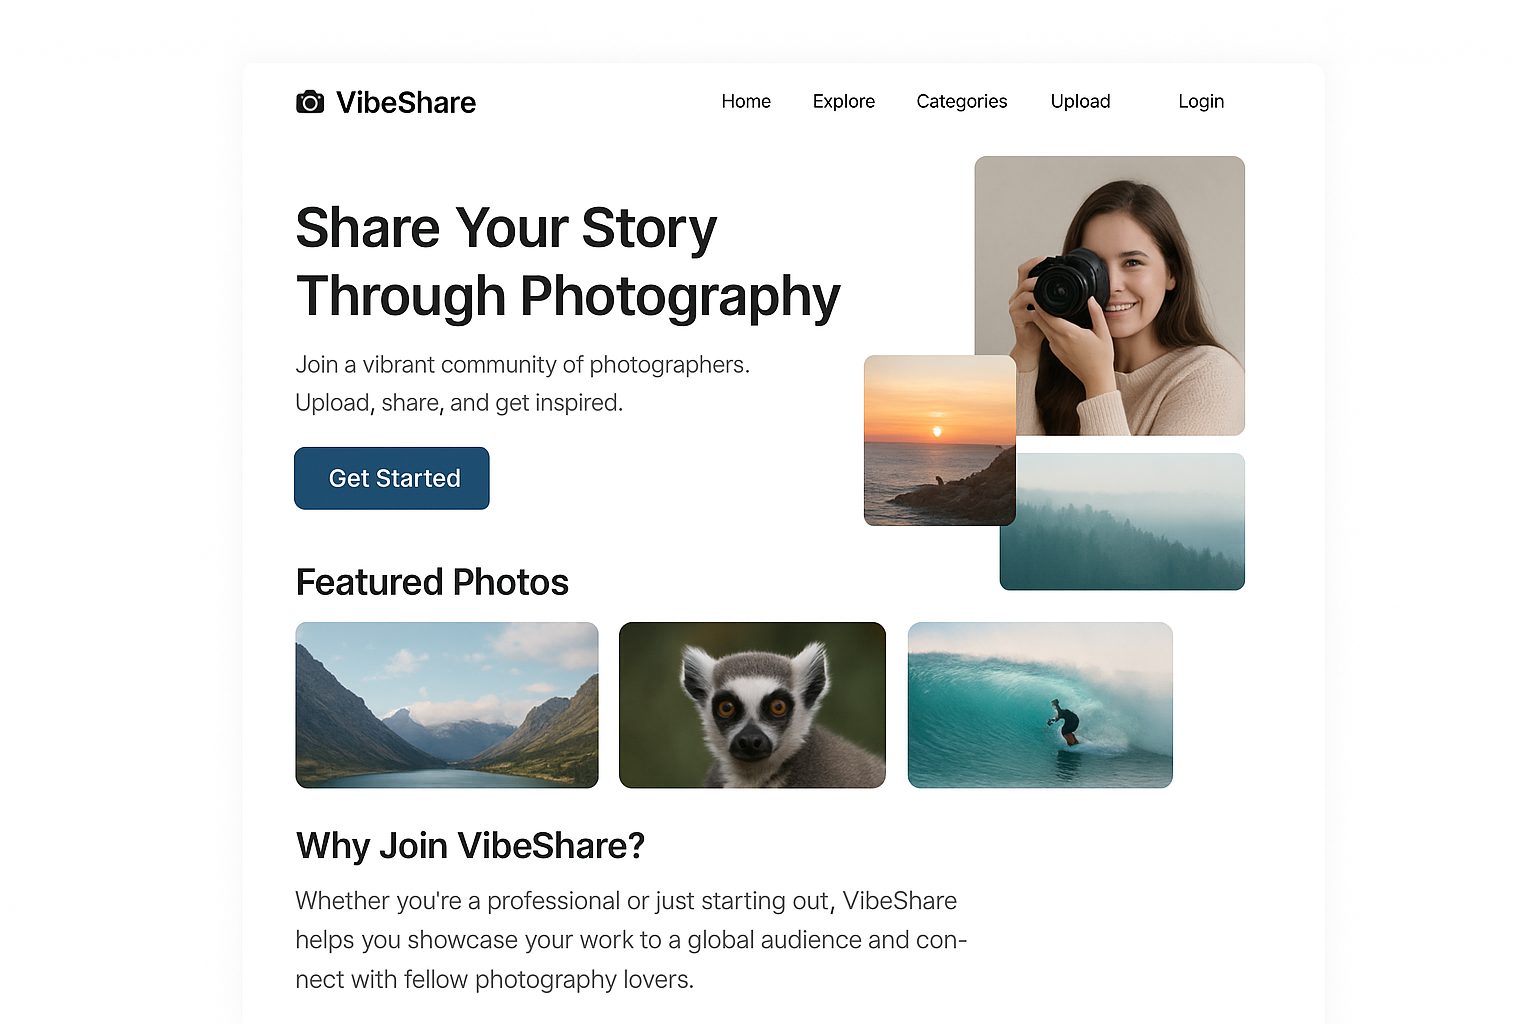 VibeShare
Home Explore Categories Upload Login
Share Your Story
Through Photography
Join a vibrant community of photographers.
Upload, share, and get inspired.
Get Started
Featured Photos
Why Join VibeShare?
Whether you're a professional or just starting out, VibeShare
helps you showcase your work to a global audience and con-
nect with fellow photography lovers.